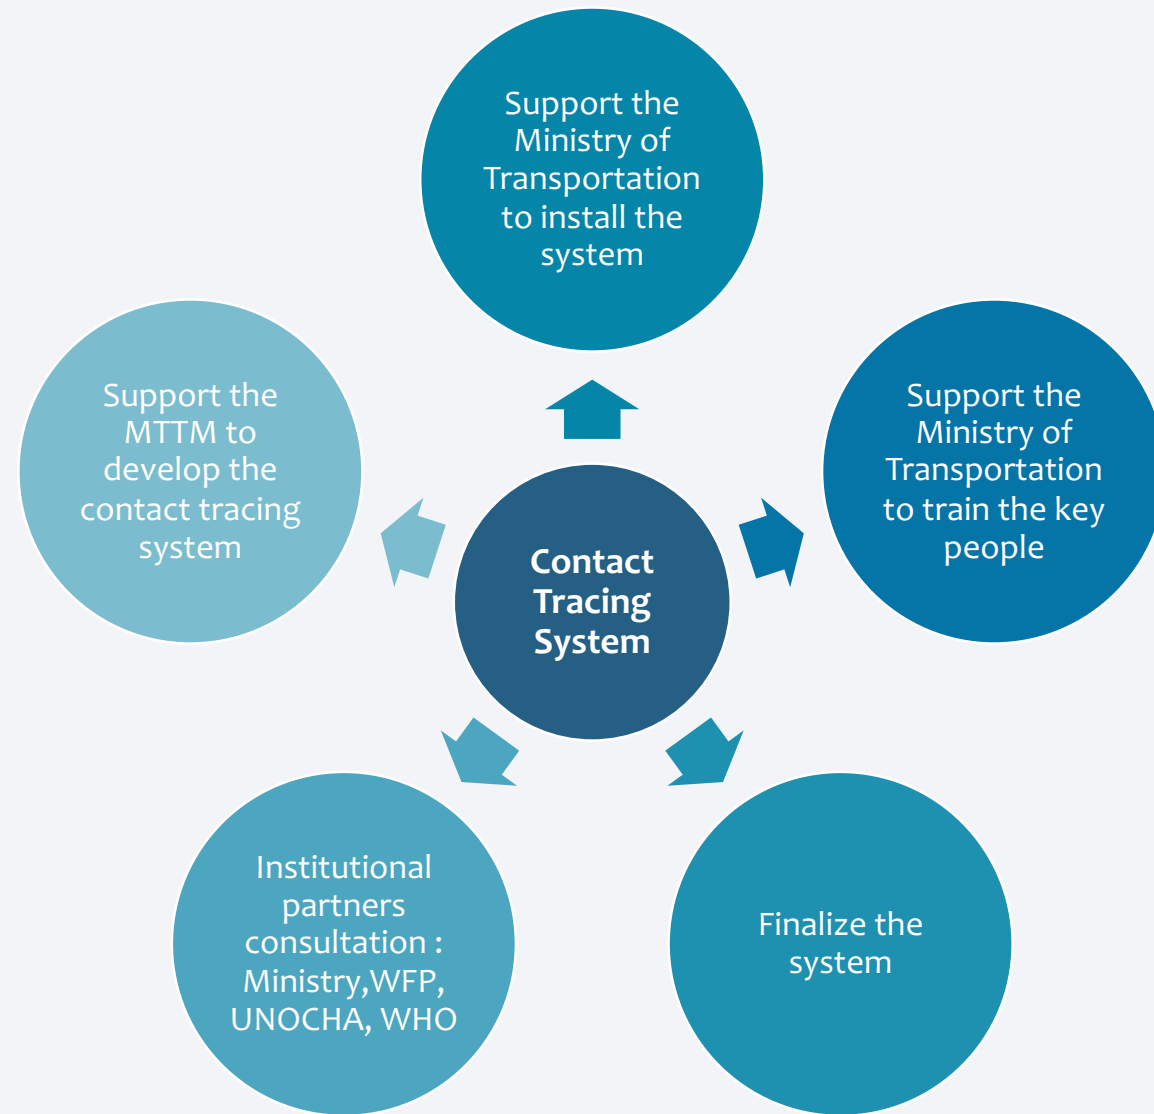 Support the
Ministry of
Transportation
to install the
system
Support the
MTTM to
develop the
contact tracing
system
Support the
Ministry of
Transportation
to train the key
people
Contact
Tracing
System
Institutional
partners
consultation :
Ministry,WFP,
UNOCHA, WHO
Finalize the
system